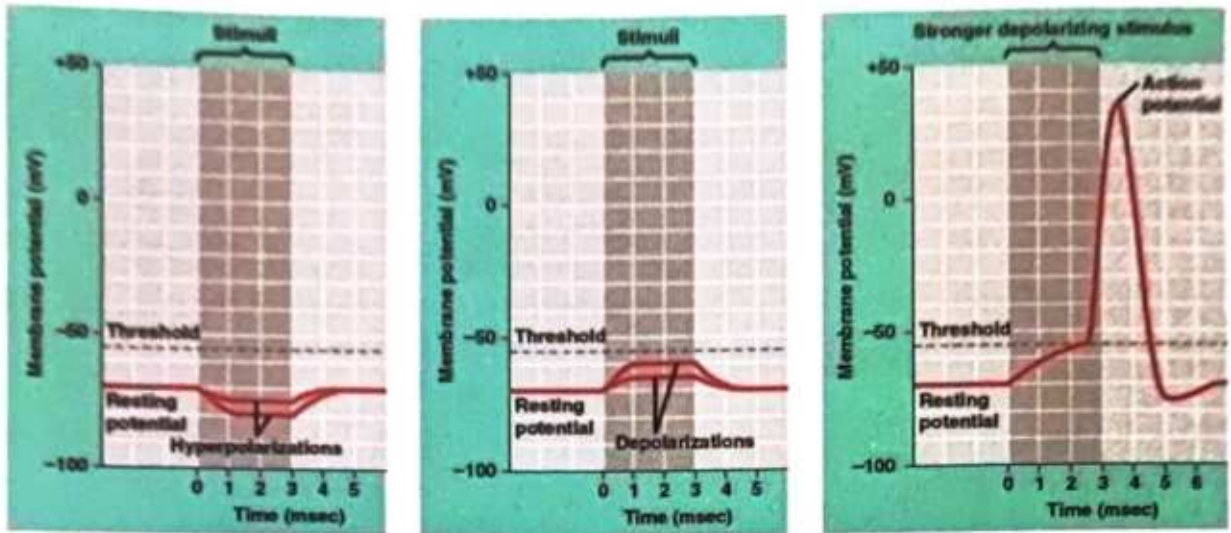 Stimuli
+50
0
-50
-100
Membrane potential (mV)
Threshold
Resting
potential
Hyperpolarizations
0 1 2 3 4 5
Time (msec)
Stimuli
+50
0
-50
-100
Membrane potential (mV)
Threshold
Resting
potential
Depolarizations
0 1 2 3 4 5
Time (msec)
Stronger depolarizing stimulus
+50
0
-50
-100
Membrane potential (mV)
Action
potential
Threshold
Resting
potential
0 1 2 3 4 5 6
Time (msec)